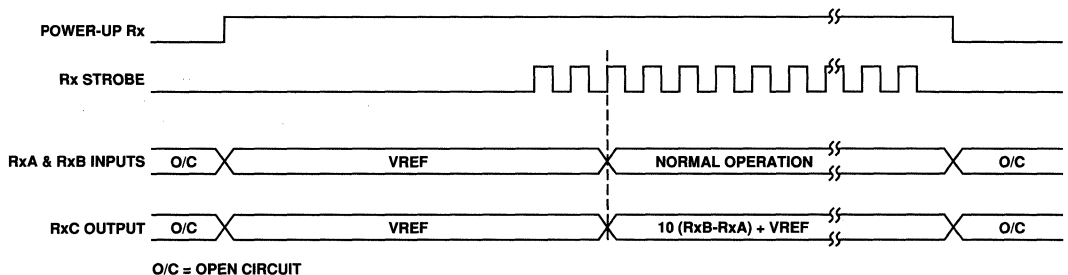 POWER-UP Rx
Rx STROBE
RxA & RxB INPUTS O/C VREF NORMAL OPERATION O/C
RxC OUTPUT O/C VREF 10 (RxB-RxA) + VREF O/C
O/C = OPEN CIRCUIT